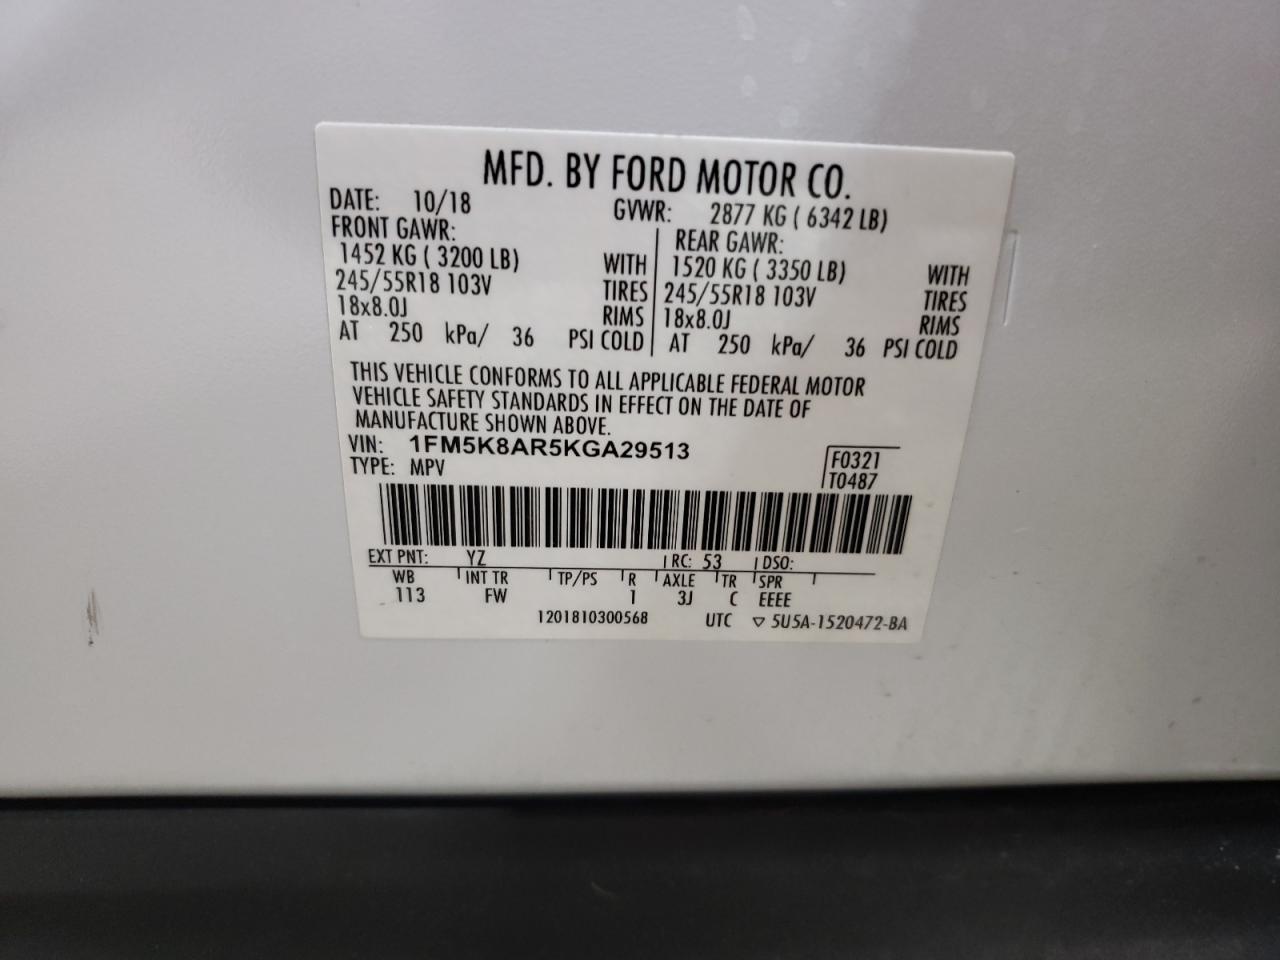 MFD. BY FORD MOTOR CO.
DATE: 10/18 GVWR: 2877 KG ( 6342 LB)
FRONT GAWR: REAR GAWR:
1452 KG ( 3200 LB) WITH 1520 KG ( 3350 LB) WITH
245/55R18 103V TIRES 245/55R18 103V TIRES
18x8.0J RIMS 18x8.0J RIMS
AT 250 kPa/ 36 PSI COLD AT 250 kPa/ 36 PSI COLD
THIS VEHICLE CONFORMS TO ALL APPLICABLE FEDERAL MOTOR
VEHICLE SAFETY STANDARDS IN EFFECT ON THE DATE OF
MANUFACTURE SHOWN ABOVE.
VIN: 1FM5K8AR5KGA29513 F0321
TYPE: MPV T0487
EXT PNT: YZ RC: 53 DSO:
WB INT TR TP/PS R AXLE TR SPR
113 FW 1 3J C EEEE
1201810300568 UTC ▽ 5U5A-1520472-BA